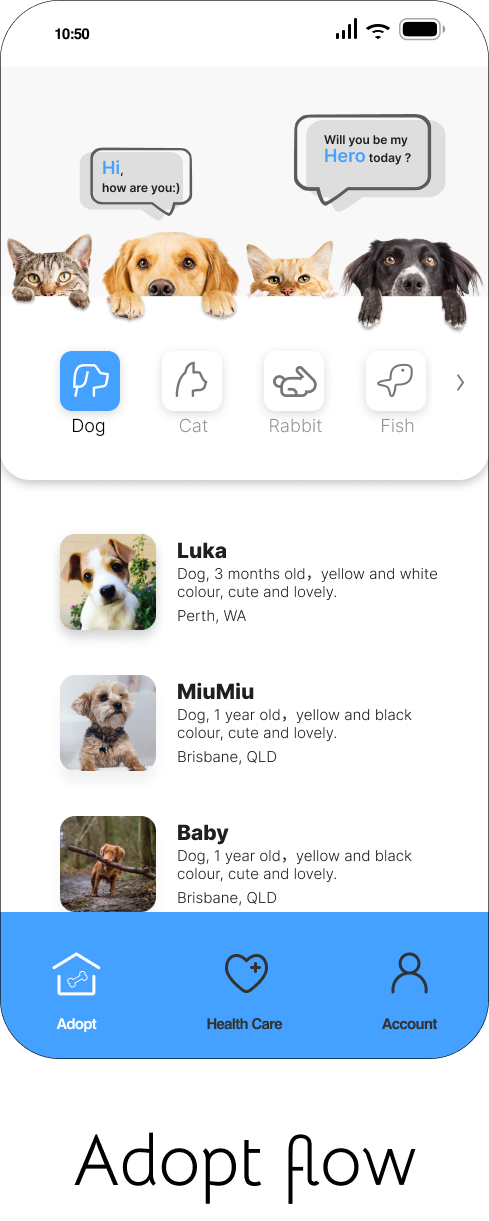 10:50
Hi,
how are you:)
Will you be my
Hero today ?
Dog
Cat
Rabbit
Fish
Luka
Dog, 3 months old，yellow and white
colour, cute and lovely.
Perth, WA
MiuMiu
Dog, 1 year old，yellow and black
colour, cute and lovely.
Brisbane, QLD
Baby
Dog, 1 year old，yellow and black
colour, cute and lovely.
Brisbane, QLD
Adopt
Health Care
Account
Adopt flow